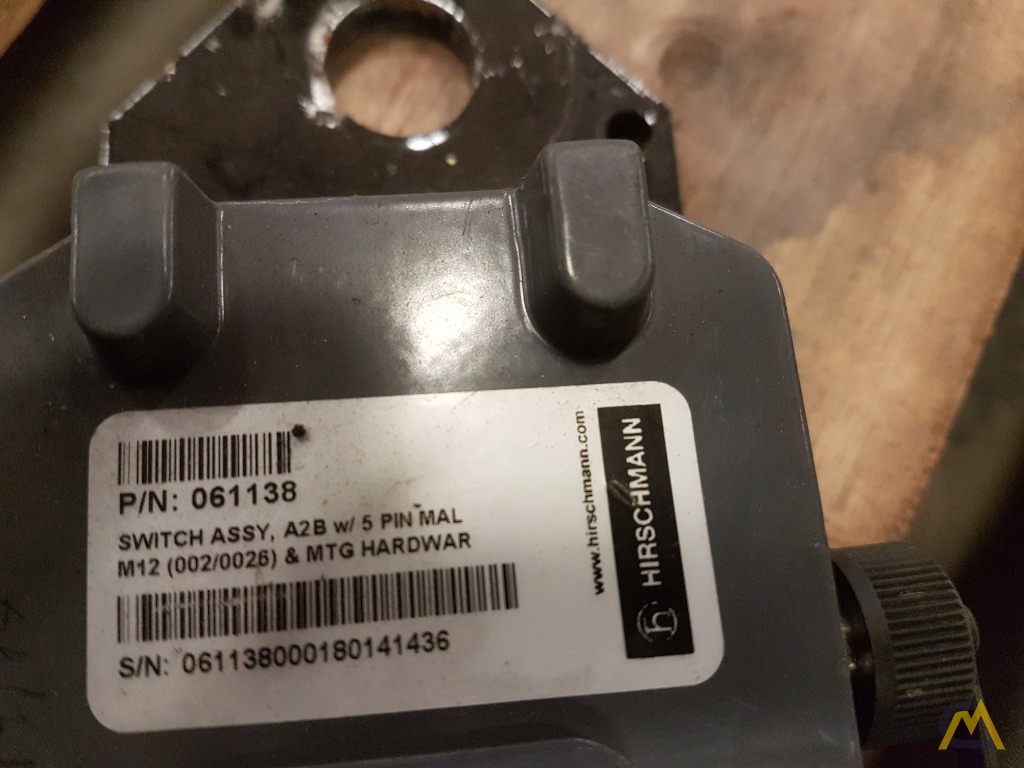 P/N: 061138
SWITCH ASSY, A2B w/ 5 PIN MAL
M12 (002/0026) & MTG HARDWAR
S/N: 061138000180141436
www.hirschmann.com
h HIRSCHMANN
M